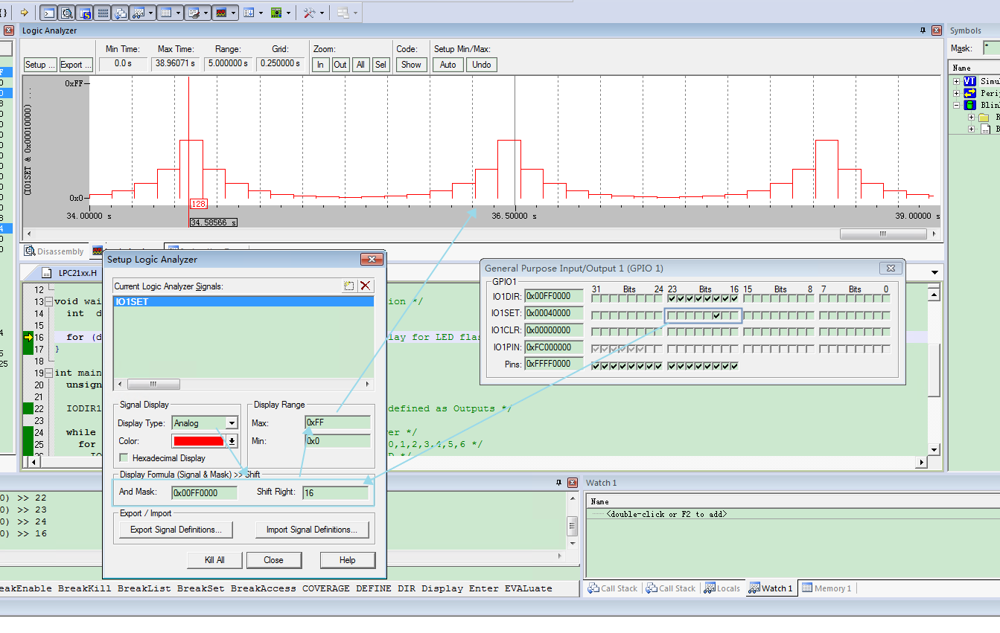 Logic Analyzer
Symbols
Setup ...
Export ...
Min Time:
0.0 s
Max Time:
38.96071 s
Range:
5.000000 s
Grid:
0.250000 s
Zoom:
In
Out
All
Sel
Code:
Show
Setup Min/Max:
Auto
Undo
Mask:
*
Name
0xFF
(IO1SET & 0x00010000) ...
0x0
128
34.00000 s
34.58566 s
36.50000 s
39.00000 s
Disassembly
LPC21xx.H
12
13 void wai
14 int d
15
16 for (d
17 }
18
19 int main
20 unsign
21
22 IODIR1
23
24 while
25 for
ion */
lay for LED flas
defined as Outputs */
er */
0,1,2,3,4,5,6 */
Setup Logic Analyzer
Current Logic Analyzer Signals:
IO1SET
Signal Display
Display Type:
Analog
Color:
Hexadecimal Display
Display Range
Max:
0xFF
Min:
0x0
Display Formula (Signal & Mask) >> Shift
And Mask:
0x00FF0000
Shift Right:
16
Export / Import
Export Signal Definitions...
Import Signal Definitions...
Kill All
Close
Help
General Purpose Input/Output 1 (GPIO 1)
GPIO1
31 Bits 24 23 Bits 16 15 Bits 8 7 Bits 0
IO1DIR: 0x00FF0000
IO1SET: 0x00040000
IO1CLR: 0x00000000
IO1PIN: 0xFC000000
Pins: 0xFFFF0000
0) >> 22
0) >> 23
0) >> 24
0) >> 16
eakEnable BreakKill BreakList BreakSet BreakAccess COVERAGE DEFINE DIR Display Enter EVALuate
Watch 1
Name
<double-click or F2 to add>
Call Stack
Call Stack
Locals
Watch 1
Memory 1